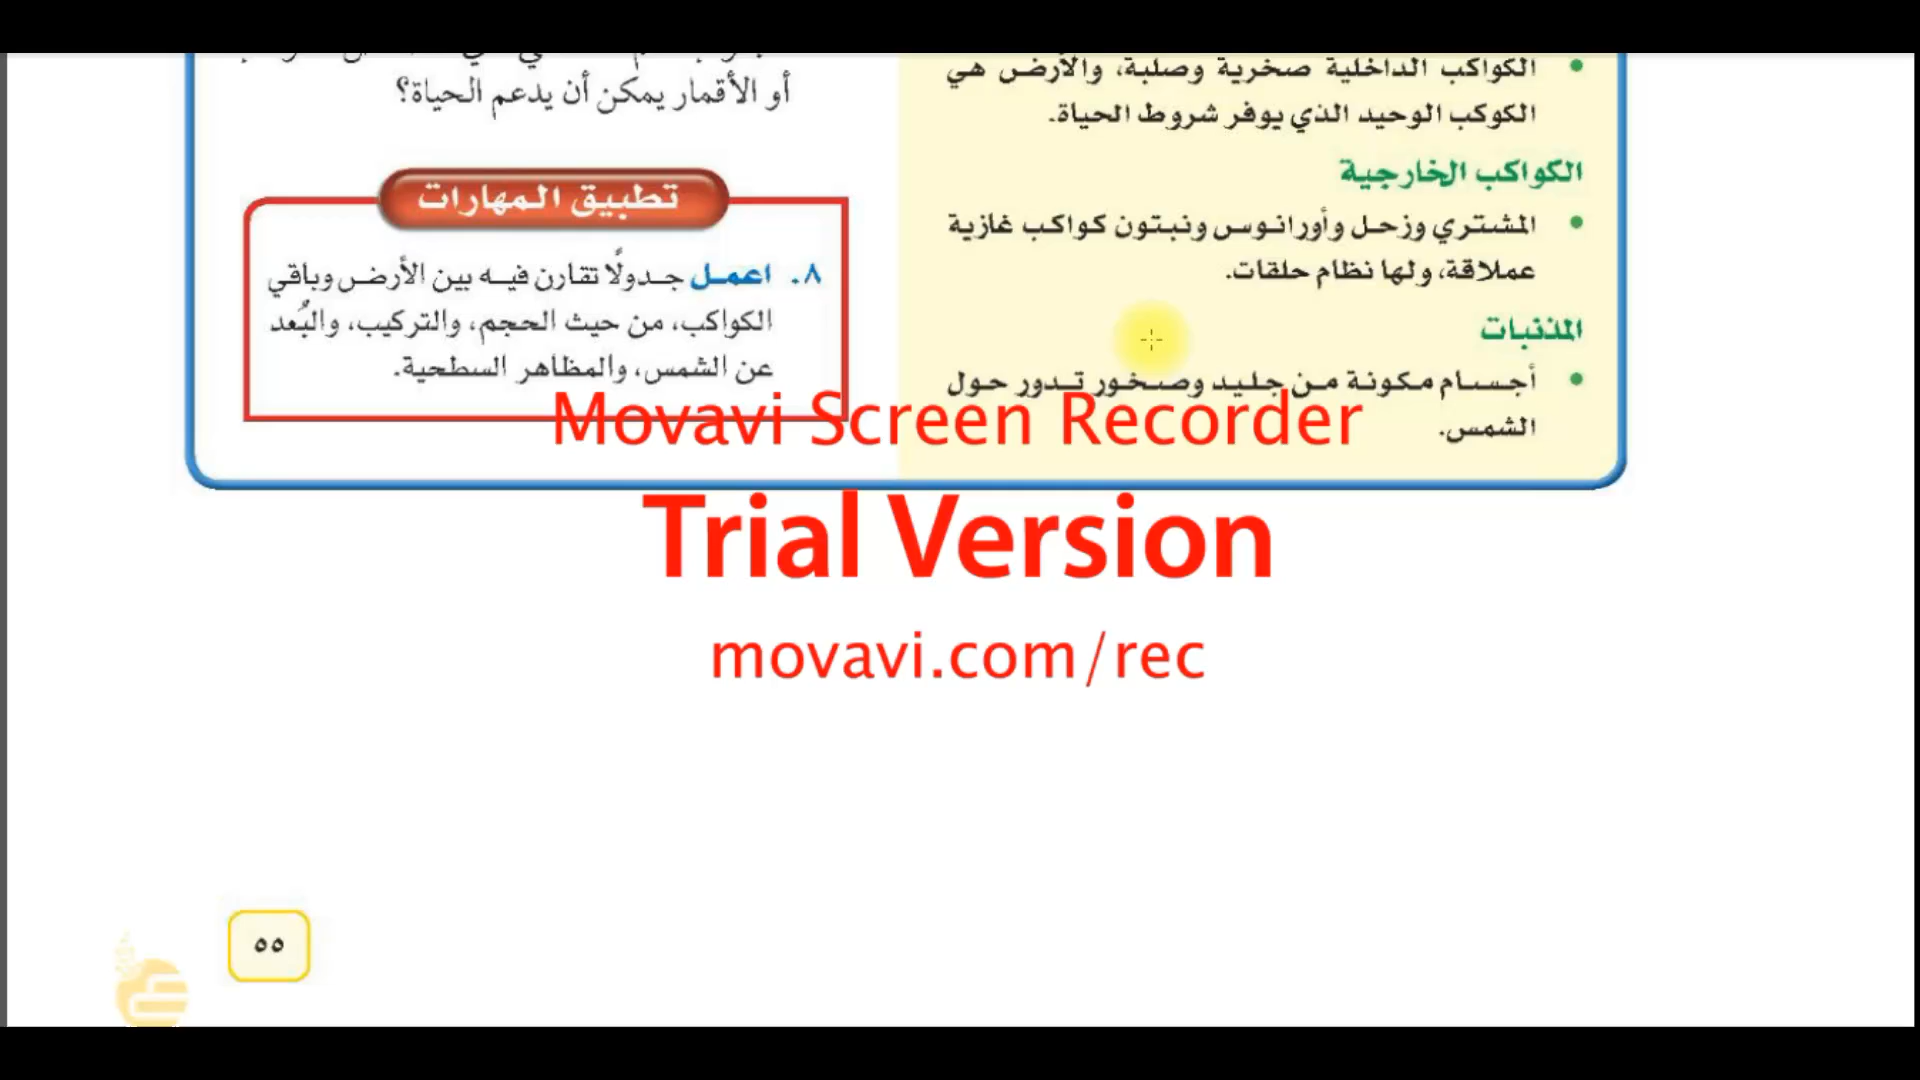 • الكواكب الداخلية صخرية وصلبة، والأرض هي
الكوكب الوحيد الذي يوفر شروط الحياة.
الكواكب الخارجية
• المشتري وزحل وأورانوس ونبتون كواكب غازية
عملاقة، ولها نظام حلقات.
المذنبات
• أجسام مكونة من جليد وصخور تدور حول
الشمس.
أو الأقمار يمكن أن يدعم الحياة؟
تطبيق المهارات
٨. اعمل جدولًا تقارن فيه بين الأرض وباقي
الكواكب، من حيث الحجم، والتركيب، والبُعد
عن الشمس، والمظاهر السطحية.
Movavi Screen Recorder
Trial Version
movavi.com/rec
٥٥